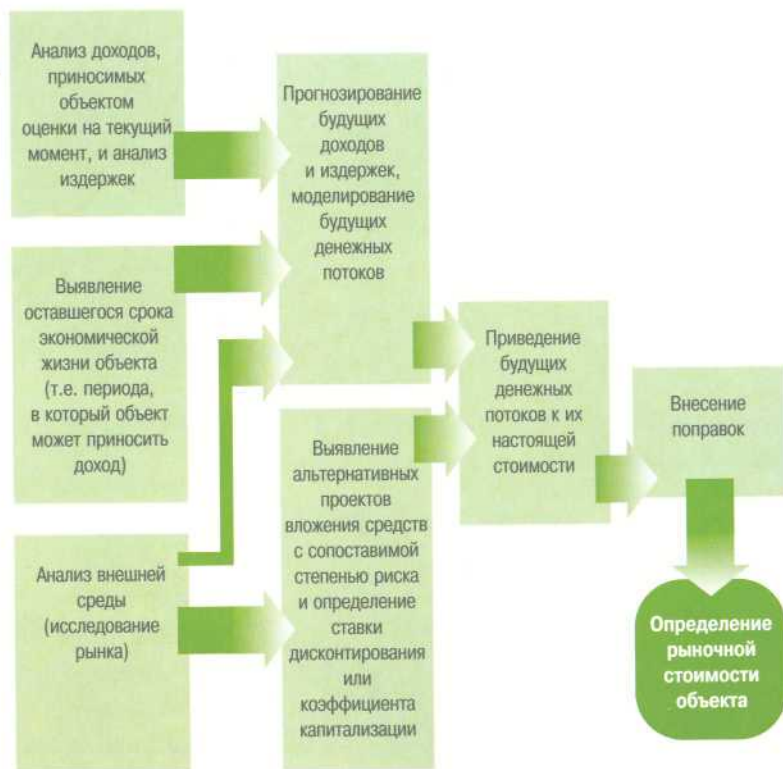 Анализ доходов,
приносимых
объектом
оценки на текущий
момент, и анализ
издержек
Выявление
оставшегося срока
экономической
жизни объекта
(т.е. периода,
в который объект
может приносить
доход)
Анализ внешней
среды
(исследование
рынка)
Прогнозирование
будущих
доходов
и издержек,
моделирование
будущих
денежных
потоков
Выявление
альтернативных
проектов
вложения средств
с сопоставимой
степенью риска
и определение
ставки
дисконтирования
или
коэффициента
капитализации
Приведение
будущих
денежных
потоков к их
настоящей
стоимости
Внесение
поправок
Определение
рыночной
стоимости
объекта